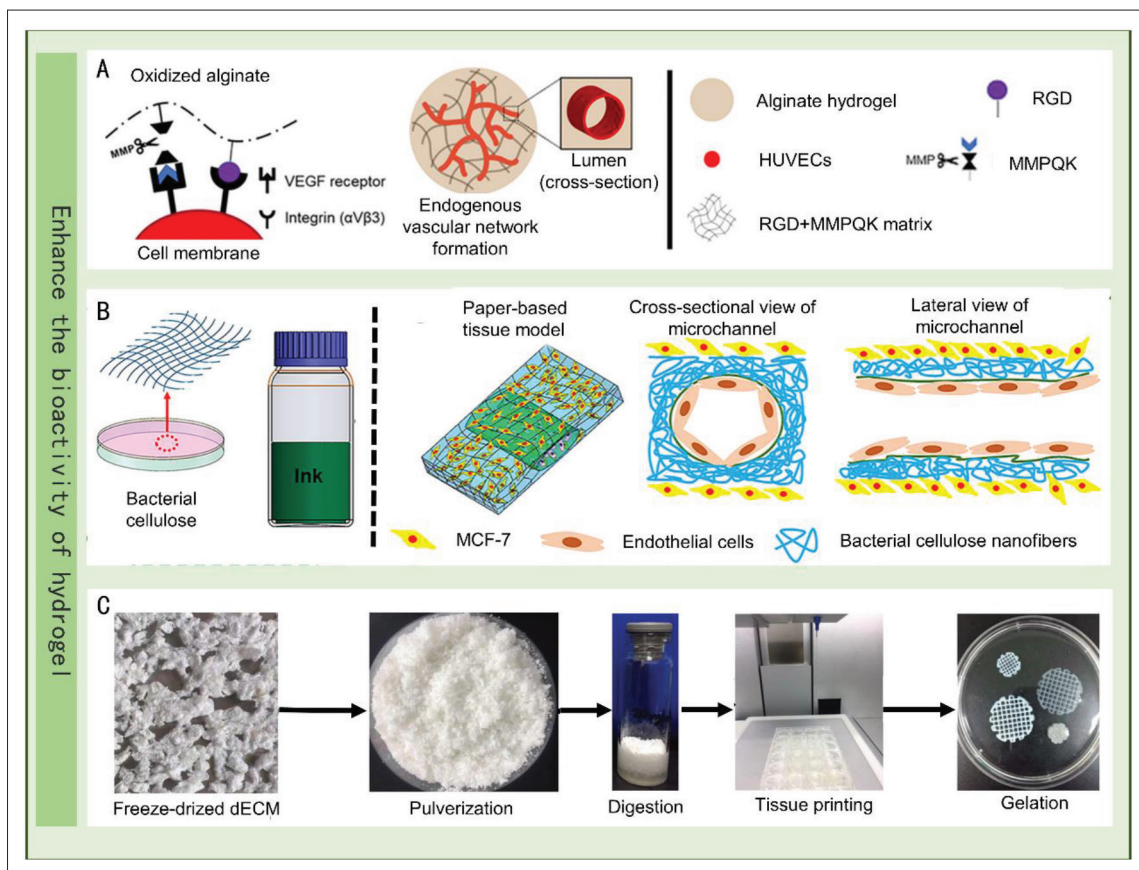 Enhance the bioactivity of hydrogel
A
Oxidized alginate
MMP
VEGF receptor
Integrin (αVβ3)
Cell membrane
Endogenous
vascular network
formation
Lumen
(cross-section)
Alginate hydrogel
RGD
HUVECs
MMP
MMPQK
RGD+MMPQK matrix
B
Bacterial
cellulose
Ink
Paper-based
tissue model
Cross-sectional view of
microchannel
Lateral view of
microchannel
MCF-7
Endothelial cells
Bacterial cellulose nanofibers
C
Freeze-drized dECM
Pulverization
Digestion
Tissue printing
Gelation